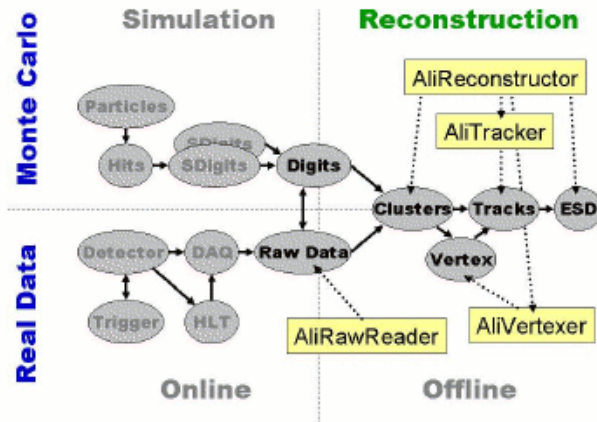 Simulation
Reconstruction
Monte Carlo
AliReconstructor
Particles
AliTracker
SDigits
Hits
SDigits
Digits
Clusters
Tracks
ESD
Real Data
Detector
DAQ
Raw Data
Vertex
Trigger
HLT
AliRawReader
AliVertexer
Online
Offline